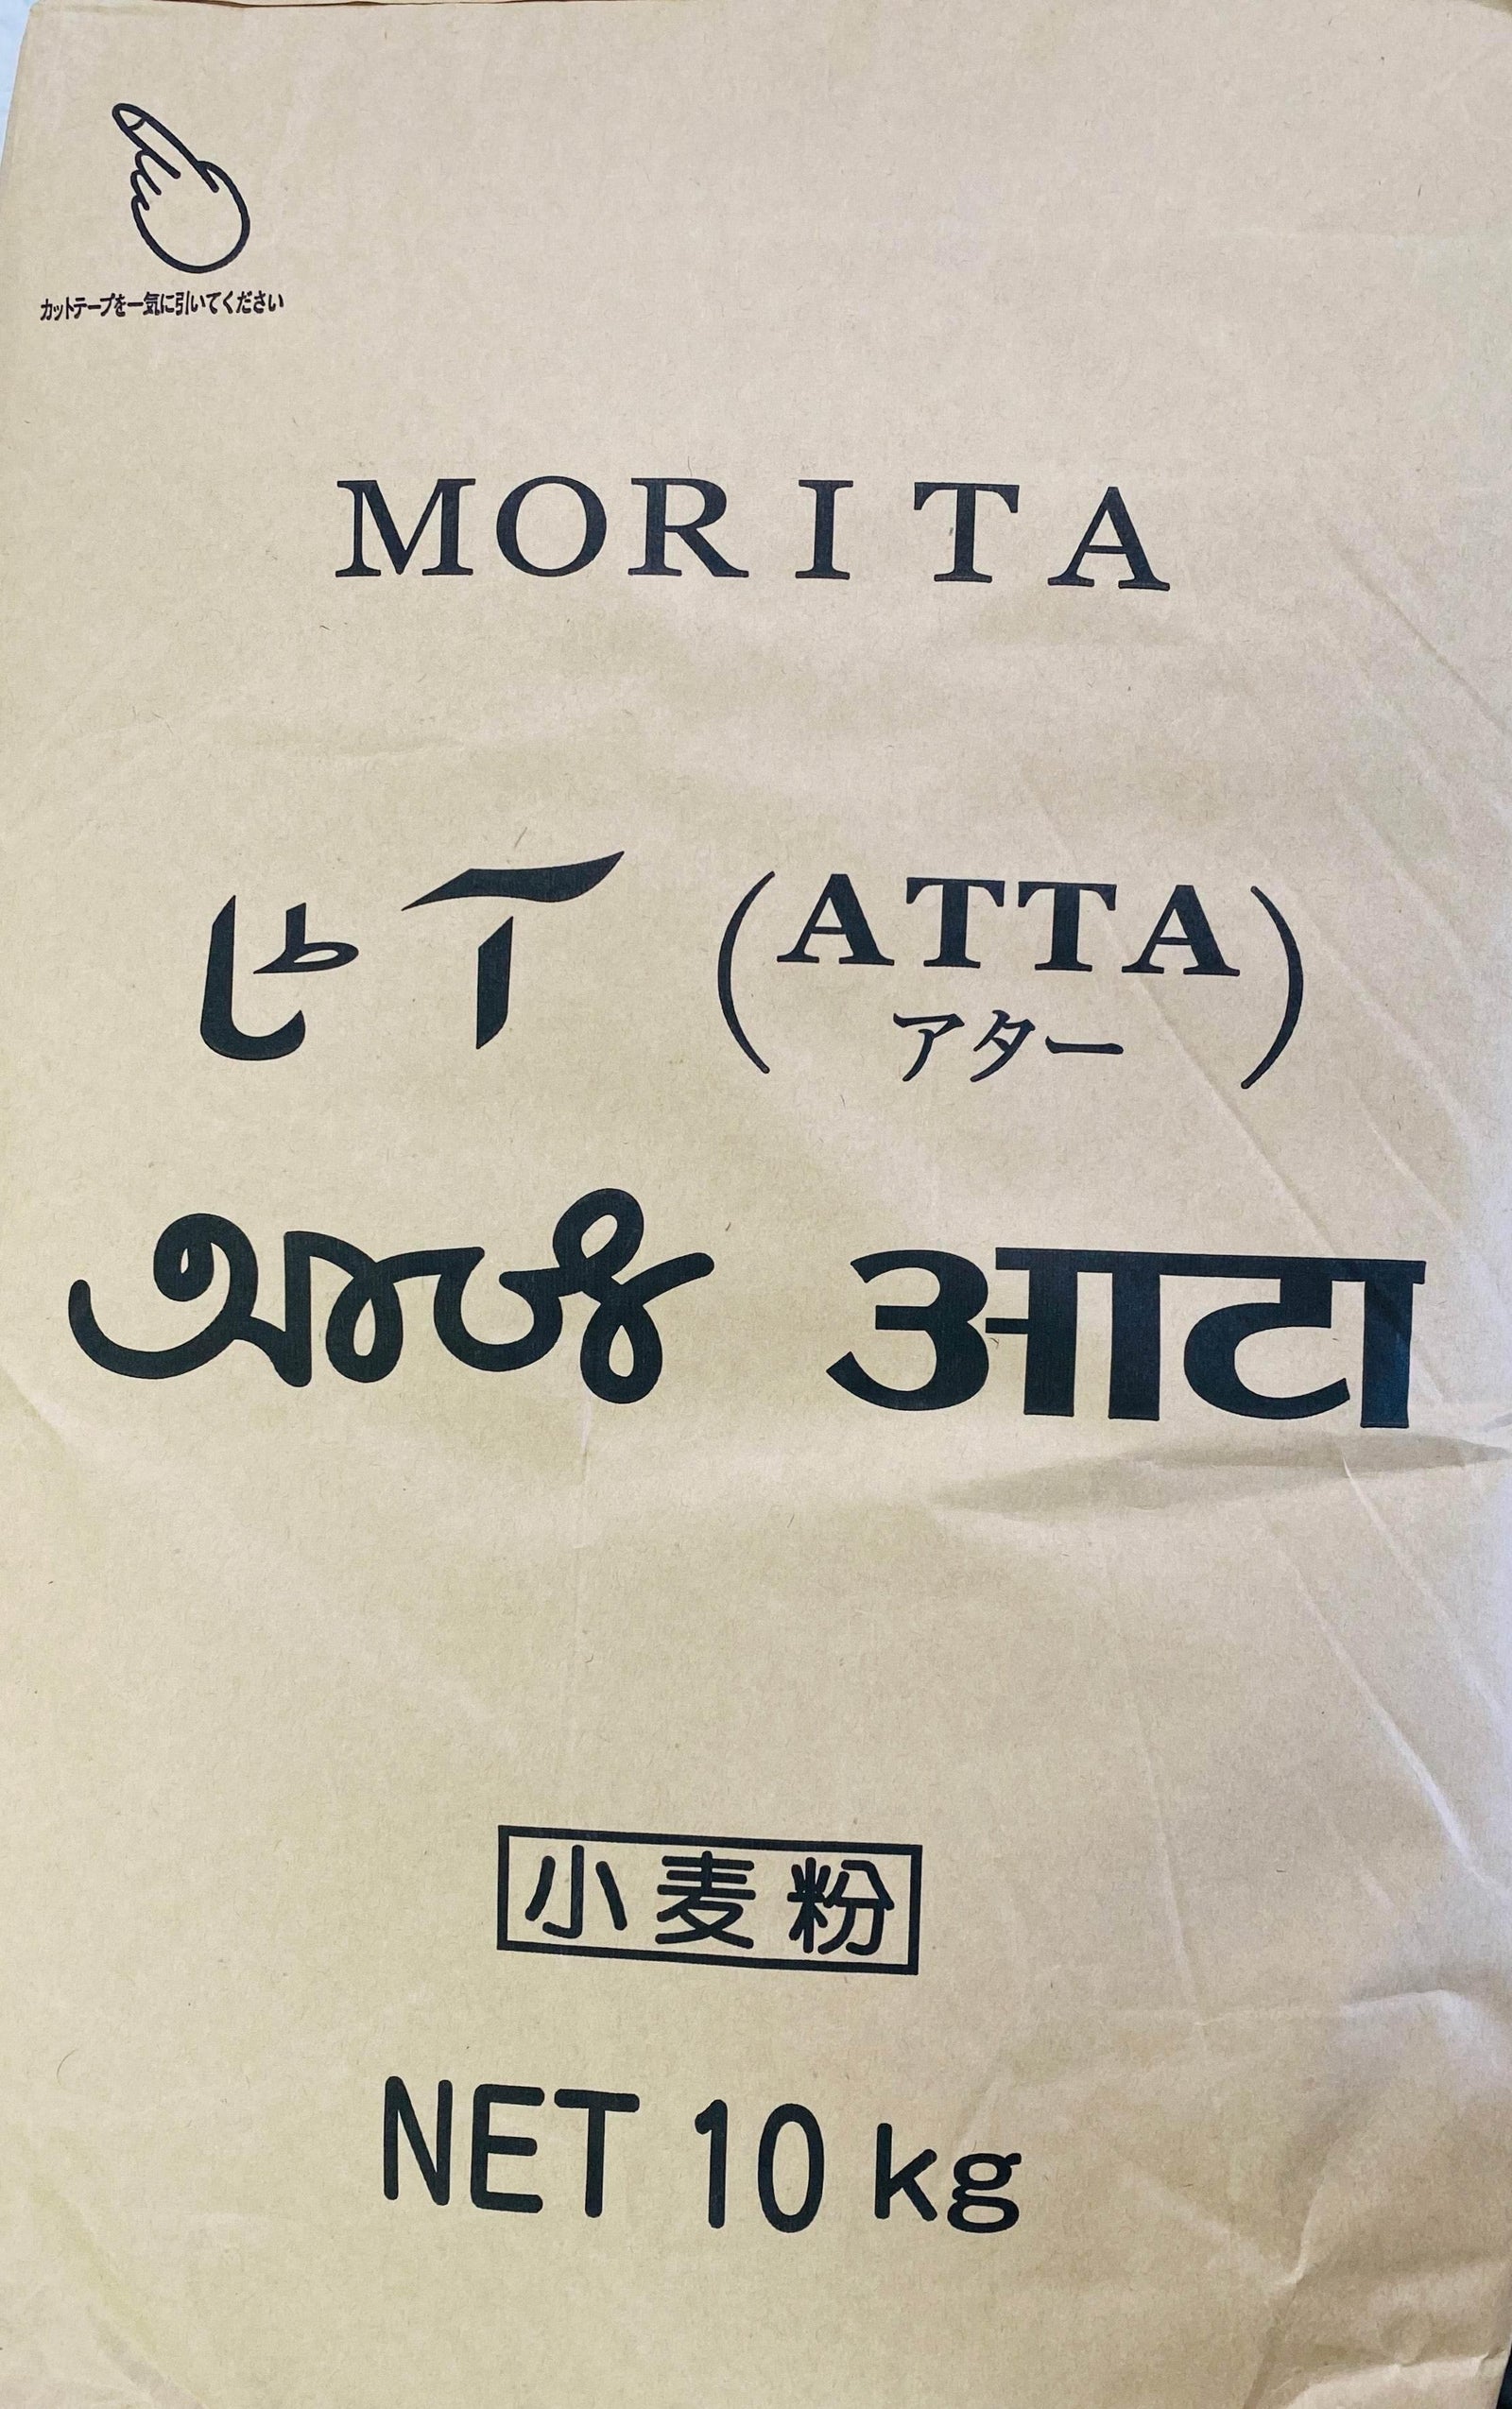 カットテープを一気に引いてください
MORITA
آٹا (ATTA)
アター
आटा
小麦粉
NET 10 kg